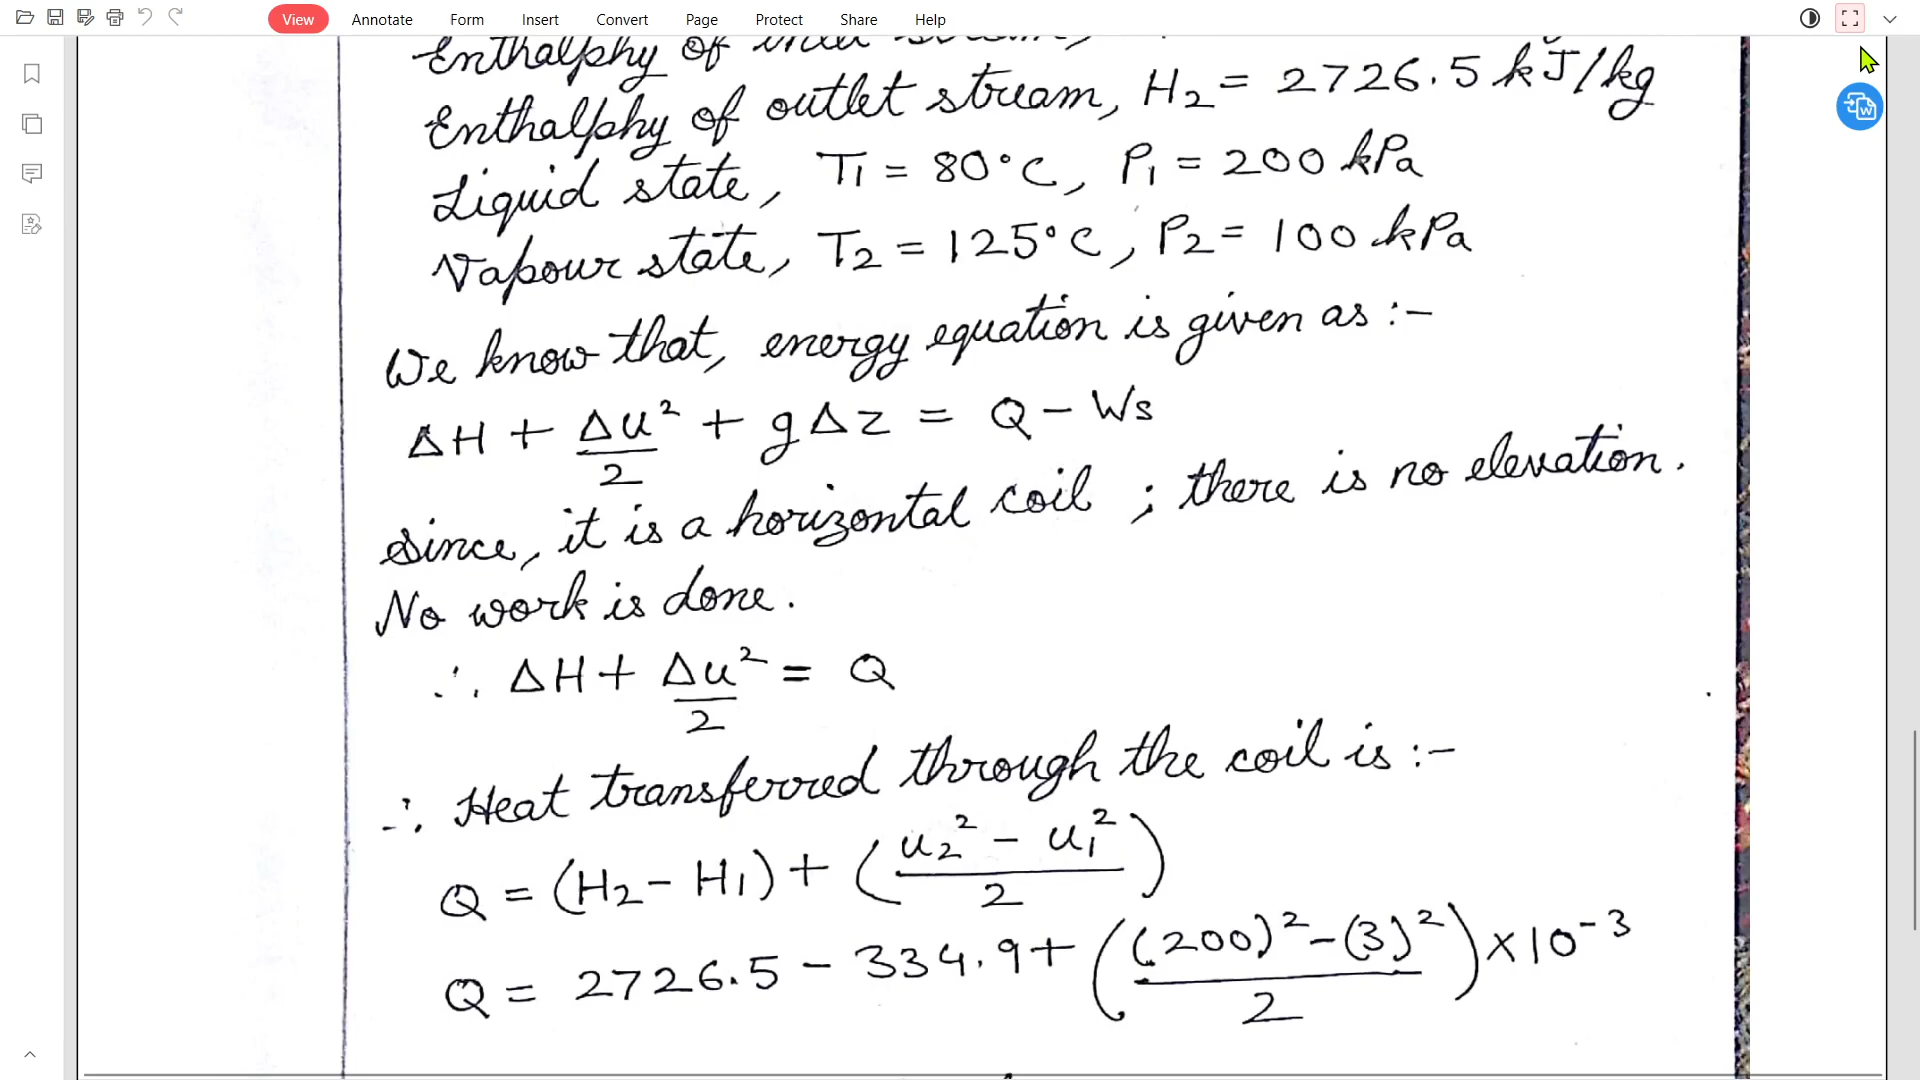 View Annotate Form Insert Convert Page Protect Share Help
Enthalphy of inlet stream,
Enthalphy of outlet stream, H2 = 2726.5 kJ/kg
Liquid state, T1 = 80°C, P1 = 200 kPa
Vapour state, T2 = 125°C, P2 = 100 kPa
We know that, energy equation is given as :-
ΔH + Δu²/2 + gΔz = Q - Ws
Since, it is a horizontal coil ; there is no elevation.
No work is done.
∴ ΔH + Δu²/2 = Q
∴ Heat transferred through the coil is :-
Q = (H2 - H1) + ((u2² - u1²)/2)
Q = 2726.5 - 334.9 + (((200)² - (3)²)/2) × 10⁻³